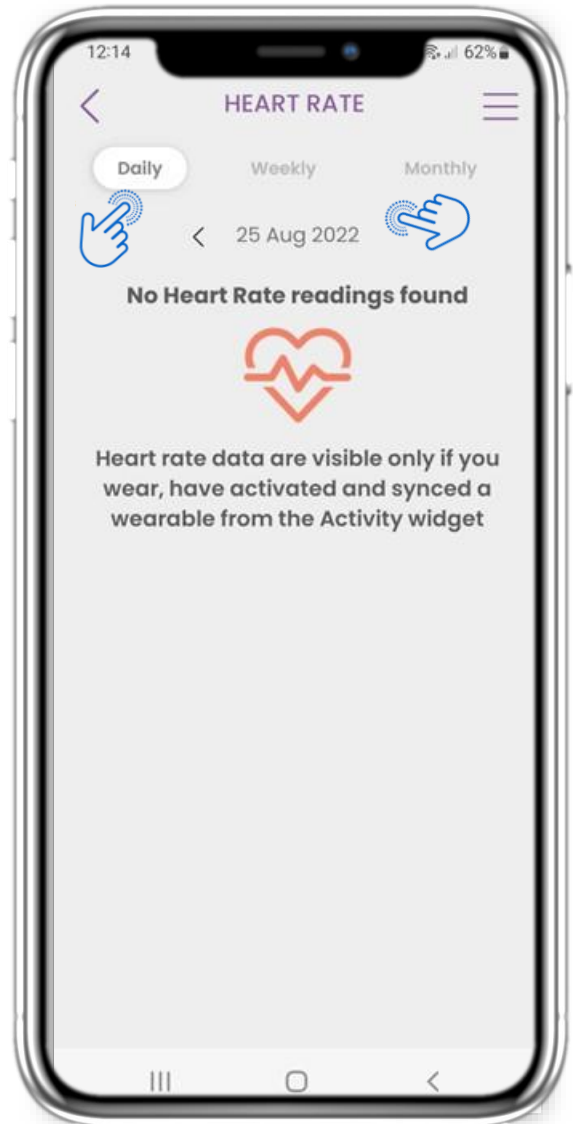 12:14 62%
HEART RATE
Daily Weekly Monthly
25 Aug 2022
No Heart Rate readings found
Heart rate data are visible only if you
wear, have activated and synced a
wearable from the Activity widget